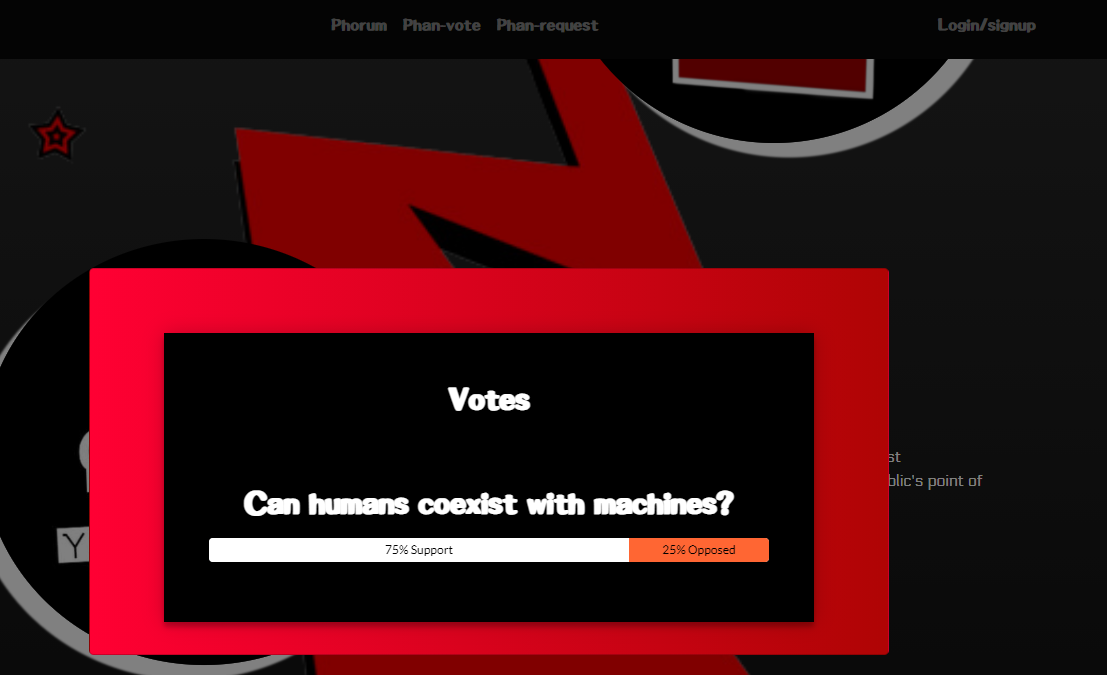 Phorum Phan-vote Phan-request Login/signup
Votes
st
blic's point of
Can humans coexist with machines?
Y
75% Support 25% Opposed